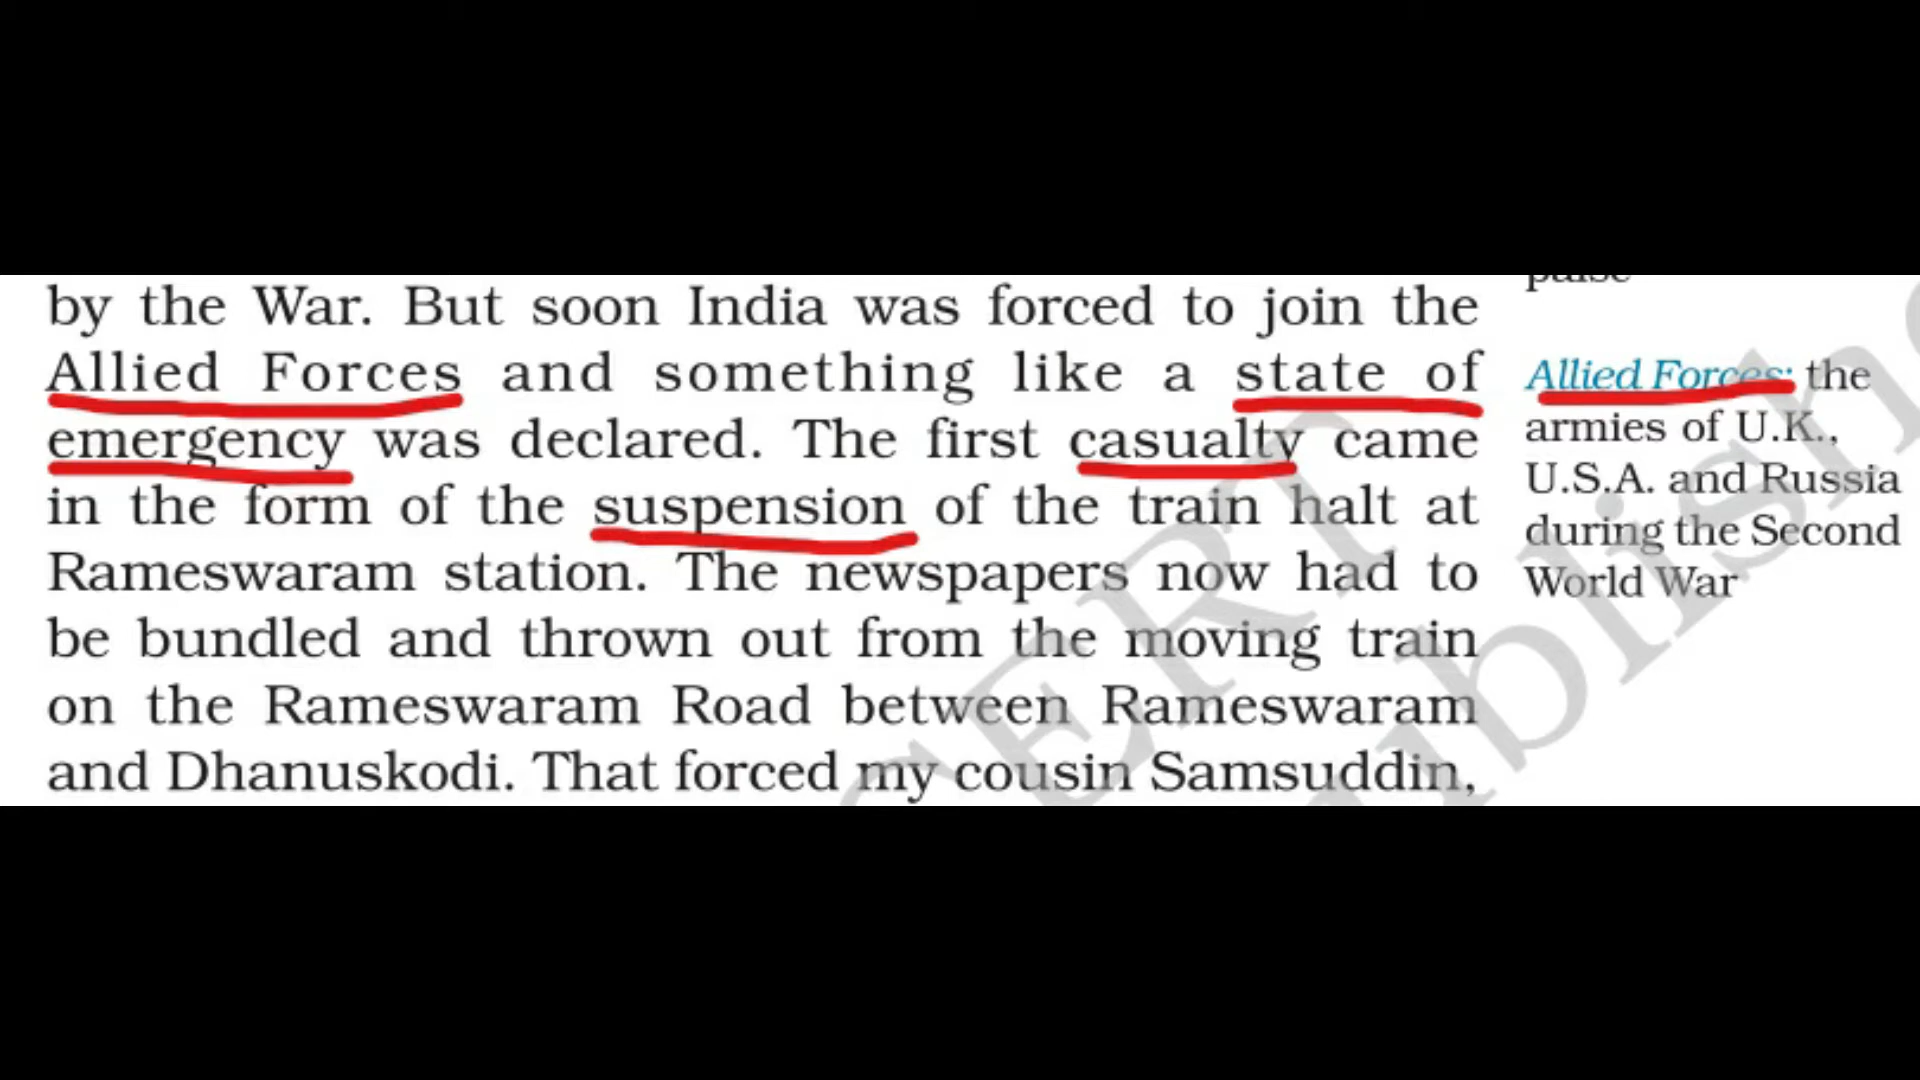 by the War. But soon India was forced to join the
Allied Forces and something like a state of
emergency was declared. The first casualty came
in the form of the suspension of the train halt at
Rameswaram station. The newspapers now had to
be bundled and thrown out from the moving train
on the Rameswaram Road between Rameswaram
and Dhanuskodi. That forced my cousin Samsuddin,
paise
Allied Forces: the
armies of U.K.,
U.S.A. and Russia
during the Second
World War